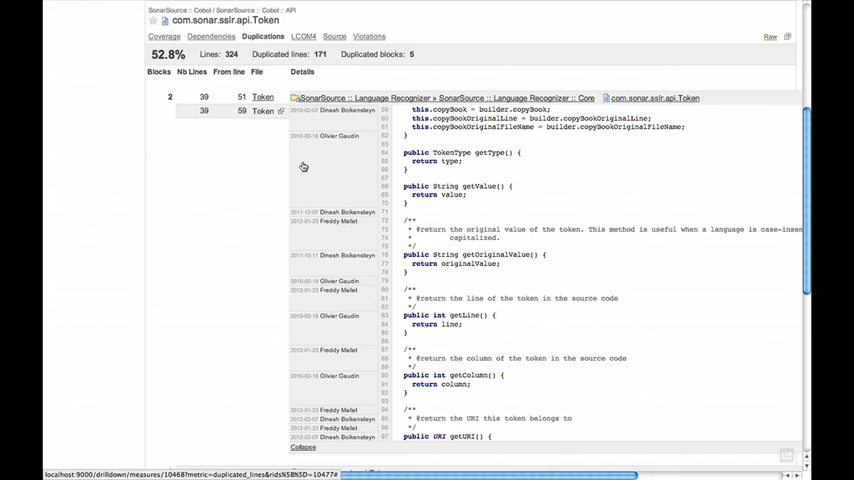 SonarSource :: Cobol / SonarSource :: Cobol :: API
com.sonar.sslr.api.Token
Coverage Dependencies Duplications LCOM4 Source Violations Raw
52.8% Lines: 324 Duplicated lines: 171 Duplicated blocks: 5
Blocks Nb Lines From line File Details
2 39 51 Token SonarSource :: Language Recognizer » SonarSource :: Language Recognizer :: Core com.sonar.sslr.api.Token
39 59 Token
2012-02-07 Dinesh Bolkensteyn 59 this.copyBook = builder.copyBook;
60 this.copyBookOriginalLine = builder.copyBookOriginalLine;
61 this.copyBookOriginalFileName = builder.copyBookOriginalFileName;
62 }
2010-02-18 Olivier Gaudin 63
64 public TokenType getType() {
65 return type;
66 }
67
68 public String getValue() {
69 return value;
70 }
2011-12-07 Dinesh Bolkensteyn 71
2012-01-23 Freddy Mallet 72 /**
73 * @return the original value of the token. This method is useful when a language is case-insen
74 * capitalized.
75 */
2011-10-11 Dinesh Bolkensteyn 76 public String getOriginalValue() {
77 return originalValue;
78 }
2010-02-18 Olivier Gaudin 79
2012-01-23 Freddy Mallet 80 /**
81 * @return the line of the token in the source code
82 */
2010-02-18 Olivier Gaudin 83 public int getLine() {
84 return line;
85 }
86
2012-01-23 Freddy Mallet 87 /**
88 * @return the column of the token in the source code
89 */
2010-02-18 Olivier Gaudin 90 public int getColumn() {
91 return column;
92 }
93
2012-01-23 Freddy Mallet 94 /**
2012-02-07 Dinesh Bolkensteyn 95 * @return the URI this token belongs to
2012-01-23 Freddy Mallet 96 */
2012-02-07 Dinesh Bolkensteyn 97 public URI getURI() {
Collapse
localhost:9000/drilldown/measures/10468?metric=duplicated_lines&rids%5B%5D=10477#